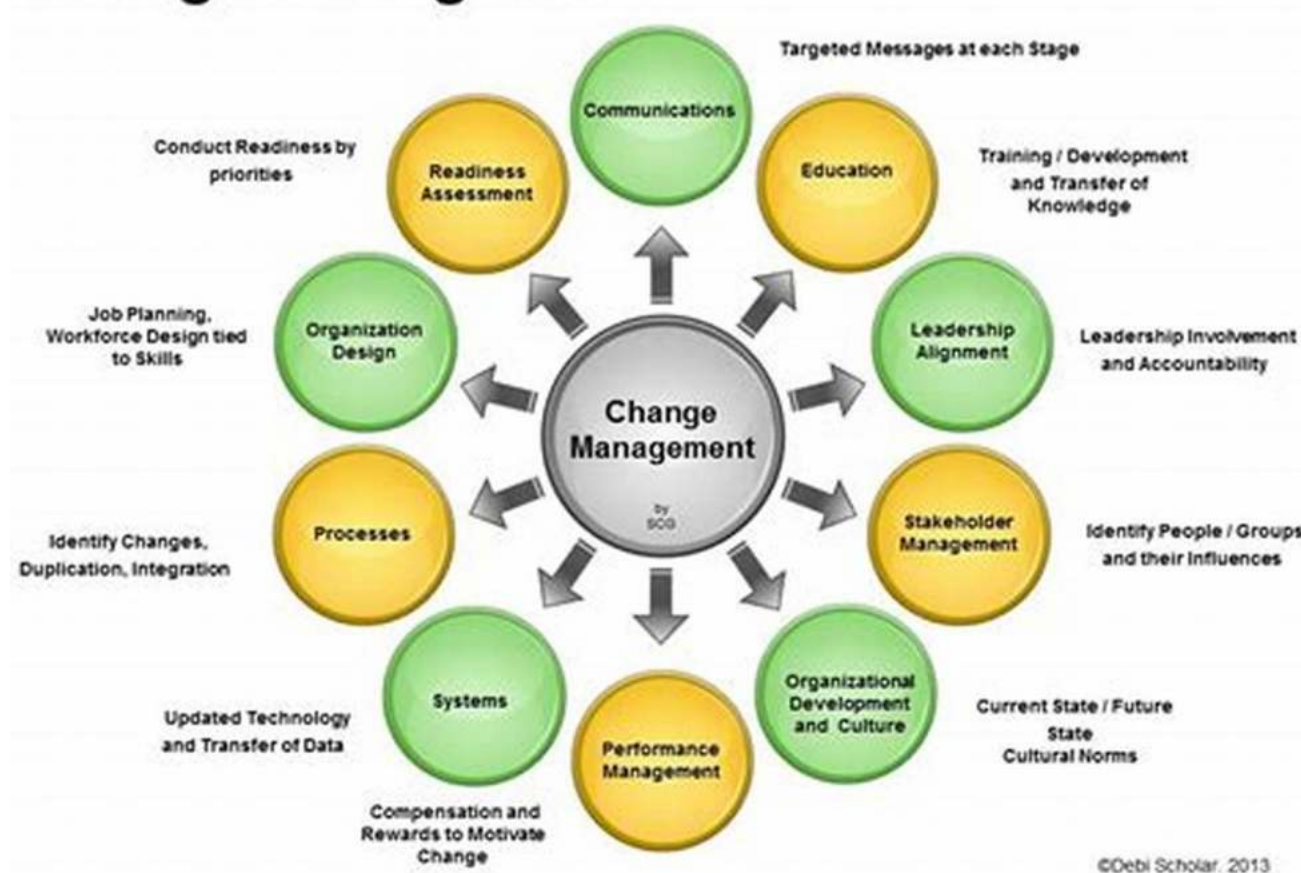 Targeted Messages at each Stage
Communications
Education
Training / Development
and Transfer of
Knowledge
Leadership
Alignment
Leadership Involvement
and Accountability
Stakeholder
Management
Identify People / Groups
and their Influences
Organizational
Development
and Culture
Current State / Future
State
Cultural Norms
Performance
Management
Compensation and
Rewards to Motivate
Change
Systems
Updated Technology
and Transfer of Data
Processes
Identify Changes,
Duplication, Integration
Organization
Design
Job Planning,
Workforce Design tied
to Skills
Readiness
Assessment
Conduct Readiness by
priorities
Change
Management
by
SCG
©Debi Scholar, 2013